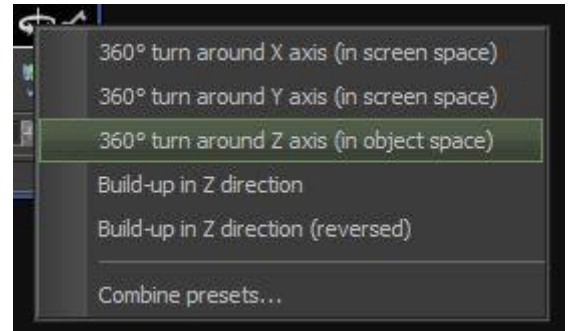 360° turn around X axis (in screen space)
360° turn around Y axis (in screen space)
360° turn around Z axis (in object space)
Build-up in Z direction
Build-up in Z direction (reversed)
Combine presets...